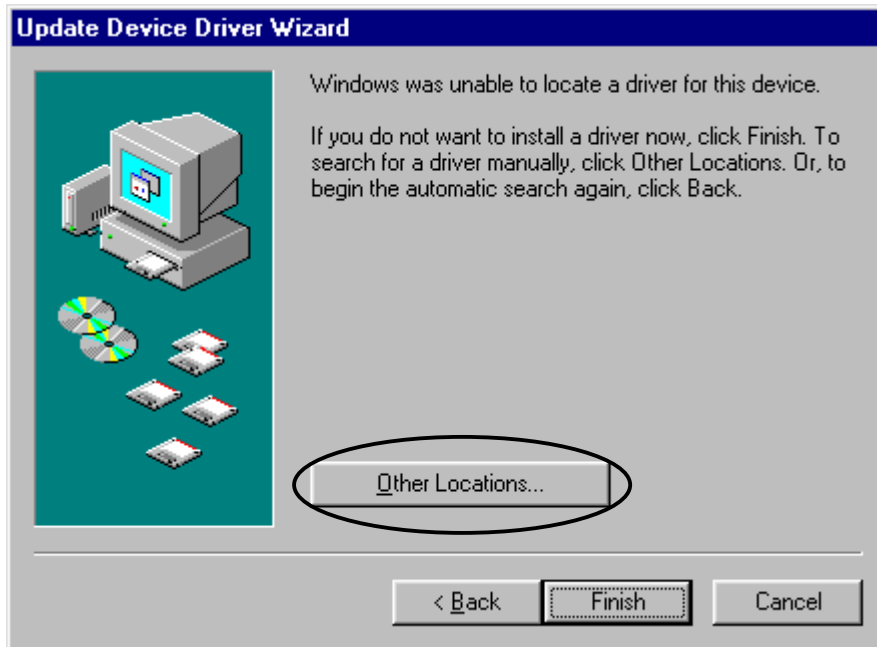 Update Device Driver Wizard
Windows was unable to locate a driver for this device.
If you do not want to install a driver now, click Finish. To
search for a driver manually, click Other Locations. Or, to
begin the automatic search again, click Back.
Other Locations...
< Back
Finish
Cancel